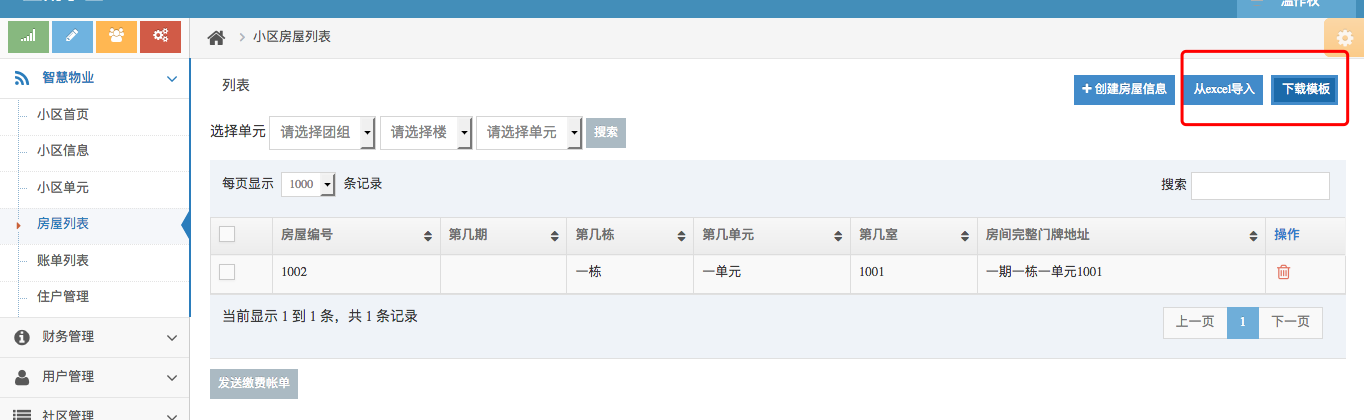 小区房屋列表
智慧物业
小区首页
小区信息
小区单元
房屋列表
账单列表
住户管理
财务管理
用户管理
社区管理
列表
创建房屋信息 从excel导入 下载模板
选择单元 请选择团组 请选择楼 请选择单元 搜索
每页显示 1000 条记录 搜索
房屋编号 第几期 第几栋 第几单元 第几室 房间完整门牌地址 操作
1002 一栋 一单元 1001 一期一栋一单元1001
当前显示 1 到 1 条，共 1 条记录
上一页 1 下一页
发送缴费帐单